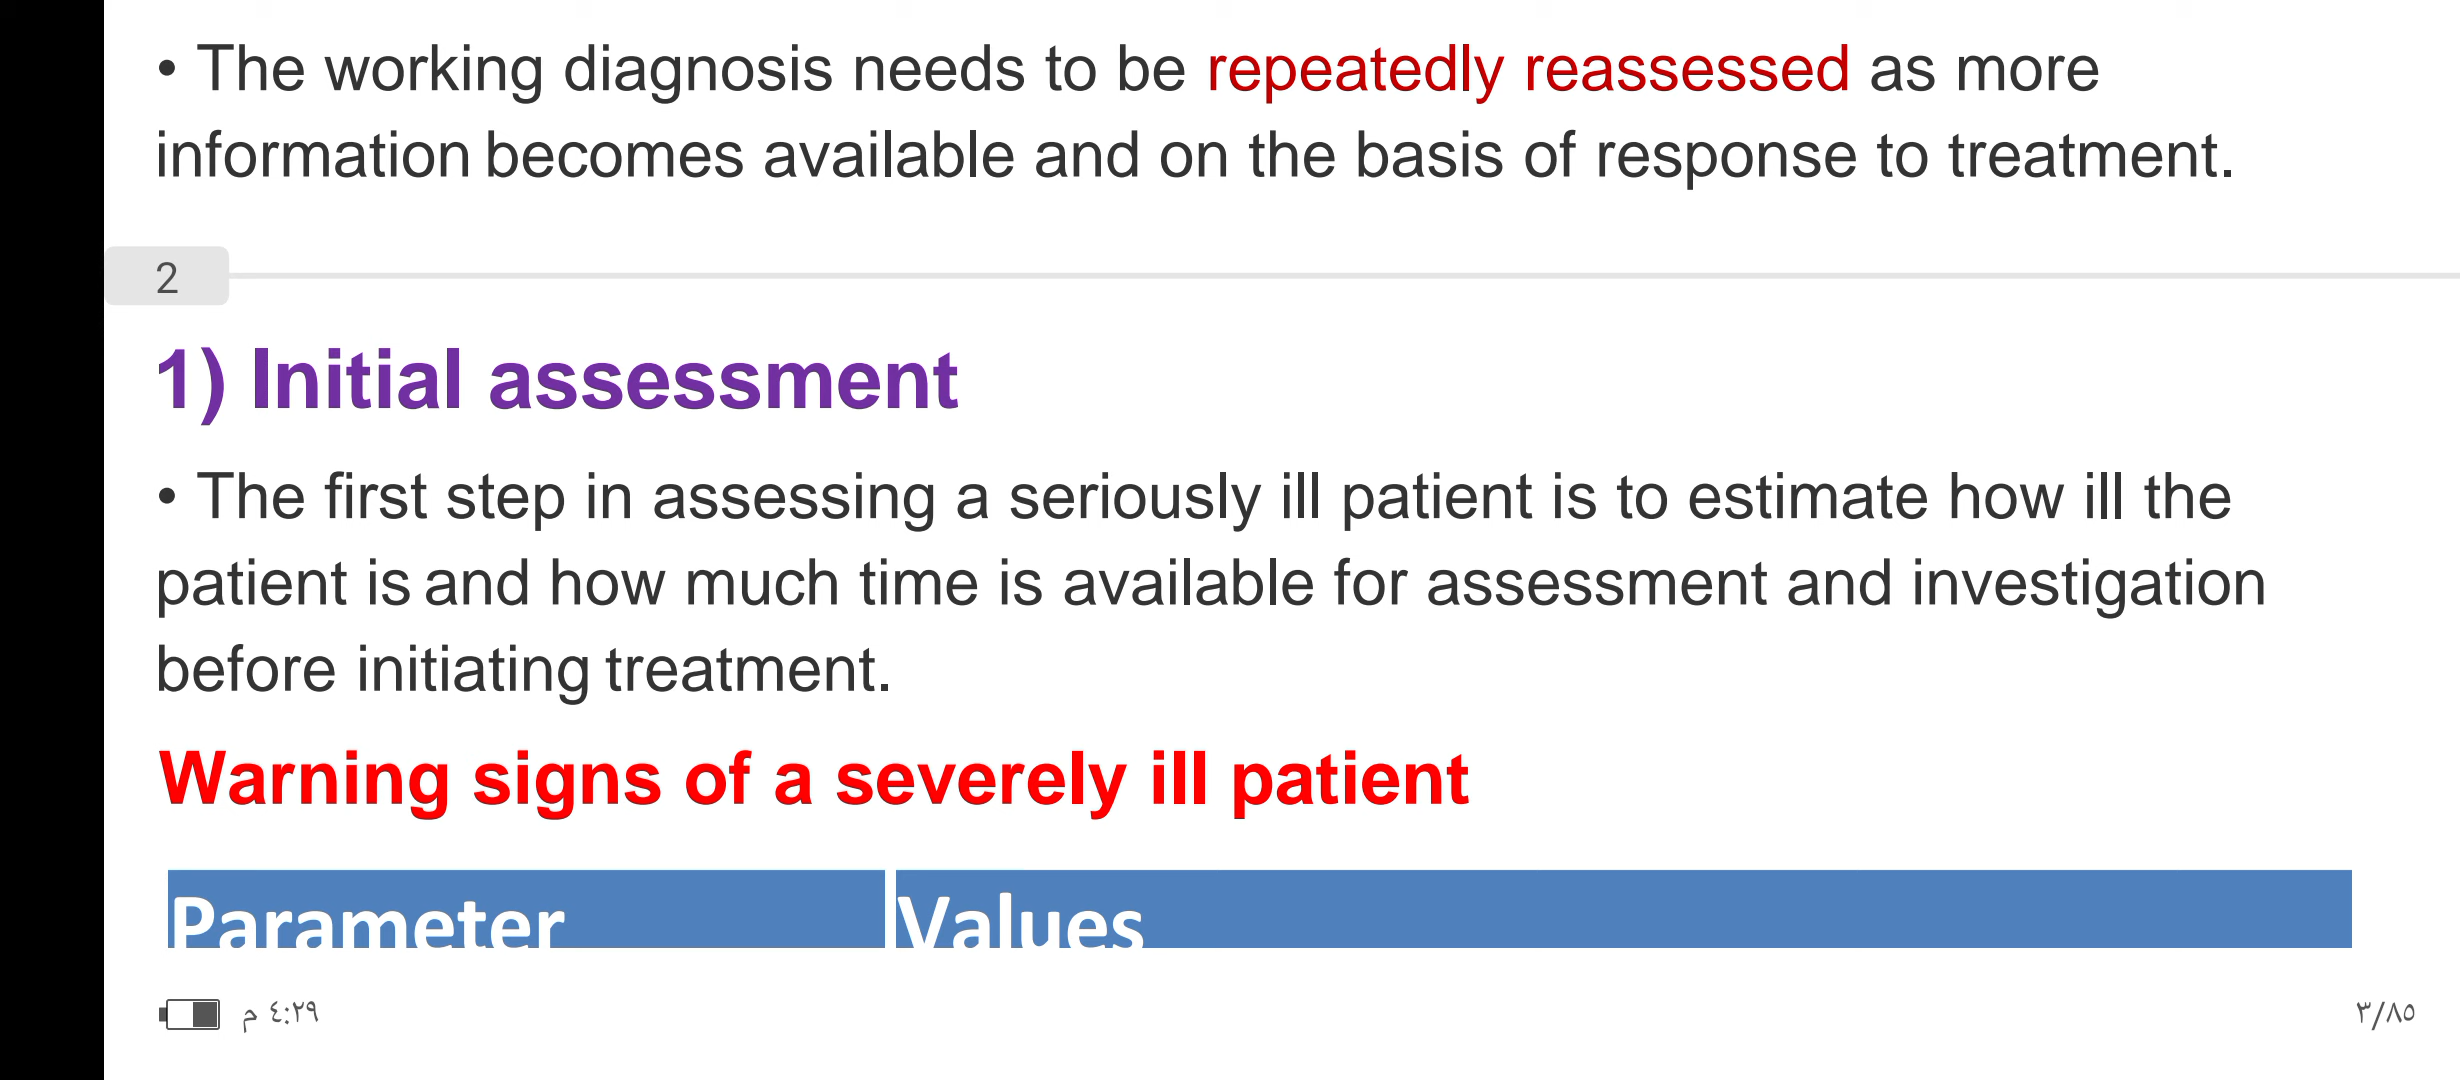 • The working diagnosis needs to be repeatedly reassessed as more
information becomes available and on the basis of response to treatment.
2
1) Initial assessment
• The first step in assessing a seriously ill patient is to estimate how ill the
patient is and how much time is available for assessment and investigation
before initiating treatment.
Warning signs of a severely ill patient
Parameter Values
٤:٢٩ م
٣/٨٥